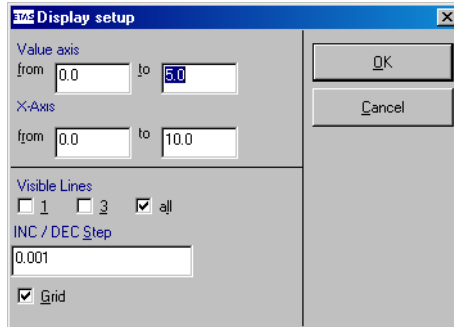 ETAS Display setup
Value axis
from 0.0 to 5.0
X-Axis
from 0.0 to 10.0
Visible Lines
1 3 all
INC / DEC Step
0.001
Grid
OK
Cancel